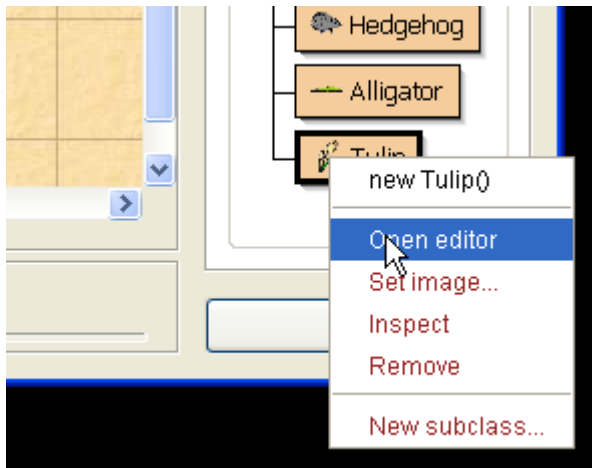 Hedgehog
Alligator
Tulip
new Tulip()
Open editor
Set image...
Inspect
Remove
New subclass...